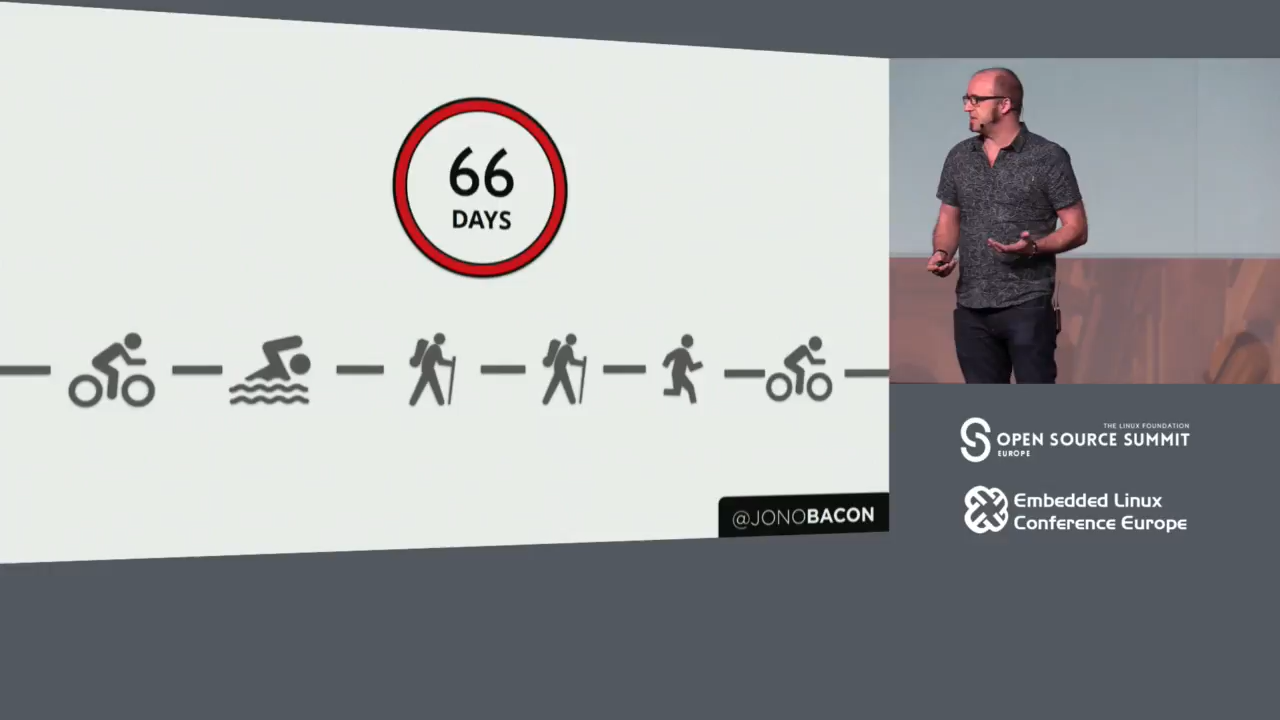 66
DAYS
@JONOBACON
THE LINUX FOUNDATION
OPEN SOURCE SUMMIT
EUROPE
Embedded Linux
Conference Europe